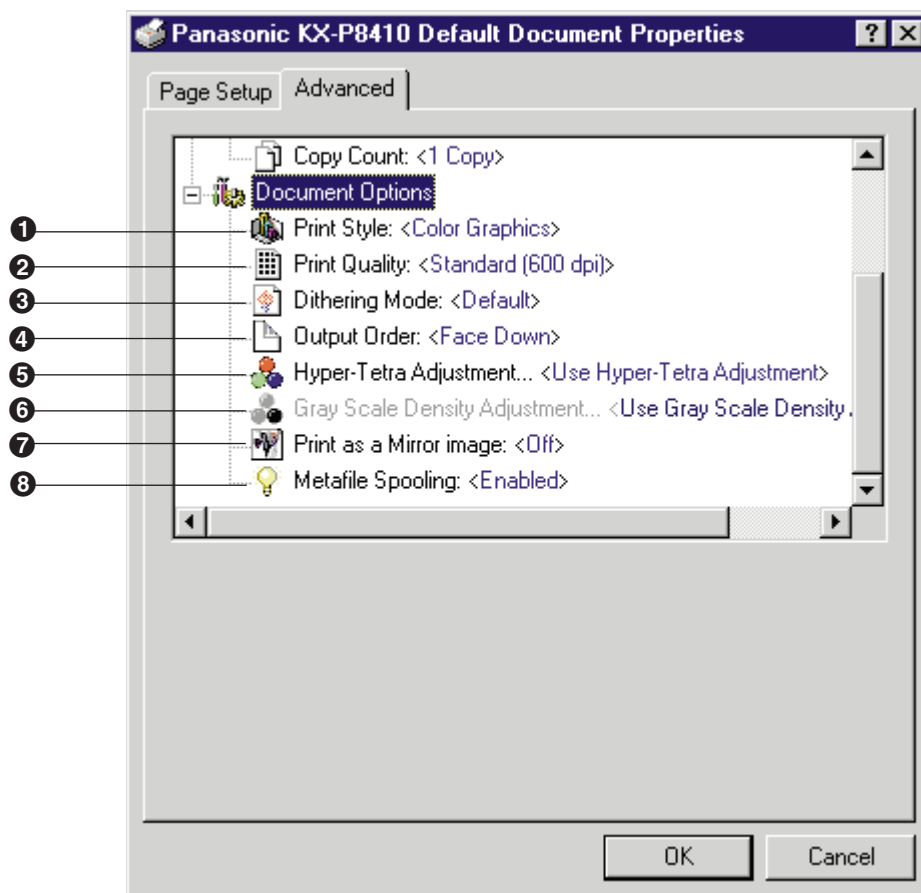 Panasonic KX-P8410 Default Document Properties
Page Setup Advanced
Copy Count: <1 Copy>
Document Options
1 Print Style: <Color Graphics>
2 Print Quality: <Standard (600 dpi)>
3 Dithering Mode: <Default>
4 Output Order: <Face Down>
5 Hyper-Tetra Adjustment... <Use Hyper-Tetra Adjustment>
6 Gray Scale Density Adjustment... <Use Gray Scale Density
7 Print as a Mirror image: <Off>
8 Metafile Spooling: <Enabled>
OK Cancel